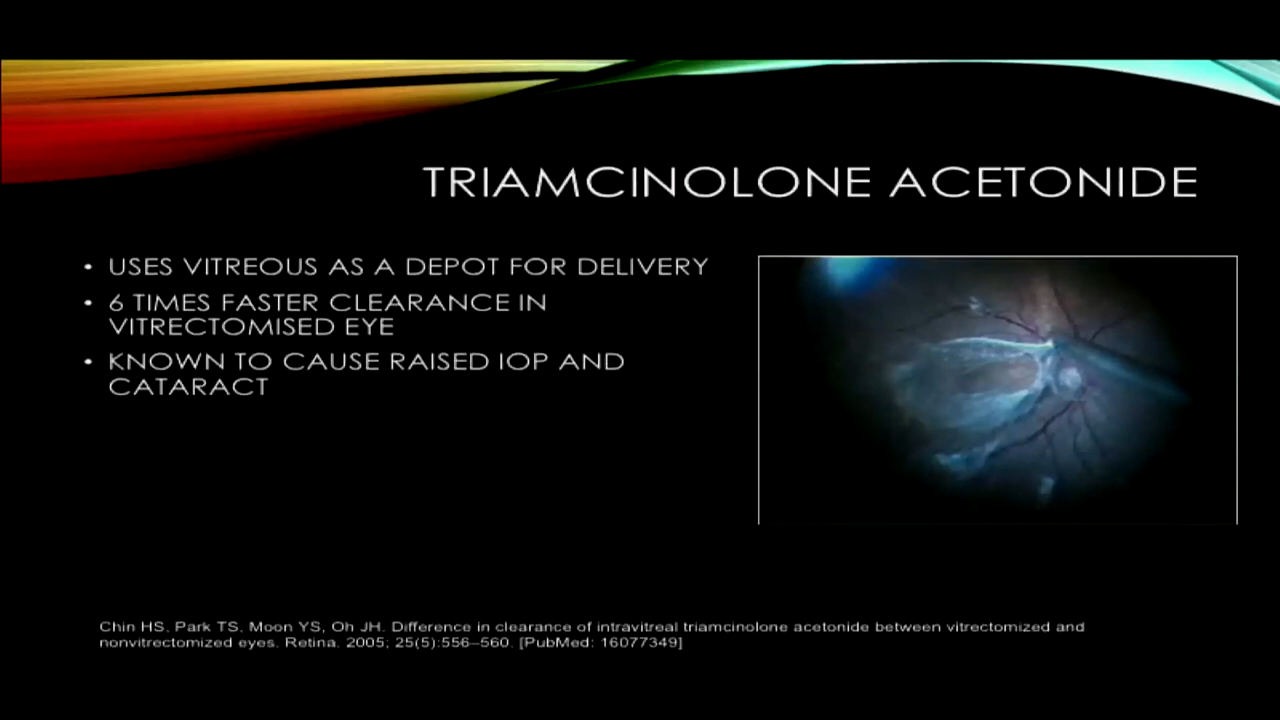 TRIAMCINOLONE ACETONIDE
• USES VITREOUS AS A DEPOT FOR DELIVERY
• 6 TIMES FASTER CLEARANCE IN
VITRECTOMISED EYE
• KNOWN TO CAUSE RAISED IOP AND
CATARACT
Chin HS, Park TS, Moon YS, Oh JH. Difference in clearance of intravitreal triamcinolone acetonide between vitrectomized and
nonvitrectomized eyes. Retina. 2005; 25(5):556–560. [PubMed: 16077349]